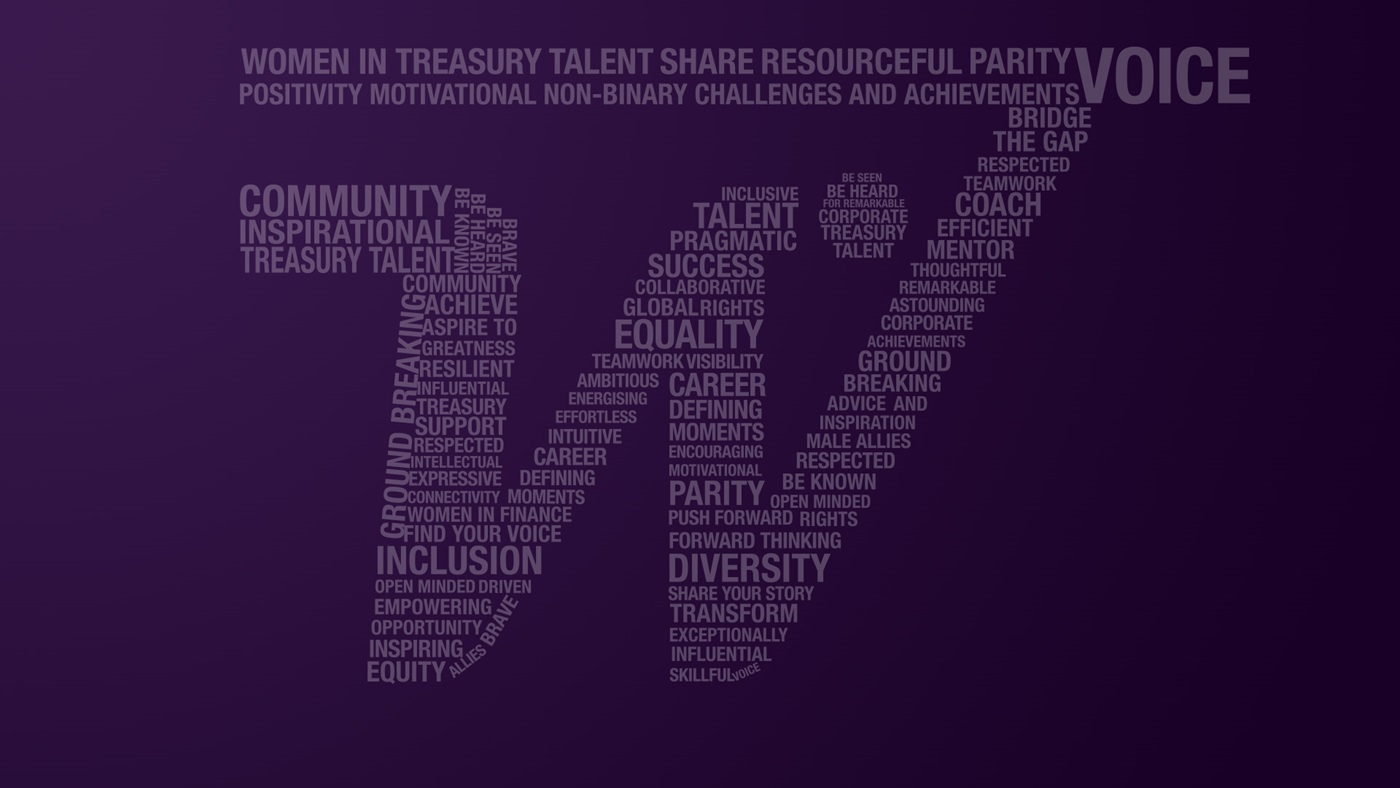 WOMEN IN TREASURY TALENT SHARE RESOURCEFUL PARITY VOICE
POSITIVITY MOTIVATIONAL NON-BINARY CHALLENGES AND ACHIEVEMENTS
BRIDGE
THE GAP
RESPECTED
TEAMWORK
COACH
EFFICIENT
MENTOR
THOUGHTFUL
REMARKABLE
ASTOUNDING
CORPORATE
ACHIEVEMENTS
GROUND
BREAKING
ADVICE AND
INSPIRATION
MALE ALLIES
RESPECTED
BE KNOWN
OPEN MINDED
RIGHTS
COMMUNITY
INSPIRATIONAL
TREASURY TALENT
BE KNOWN
BE HEARD
BE SEEN
BRAVE
COMMUNITY
ACHIEVE
ASPIRE TO
GREATNESS
RESILIENT
INFLUENTIAL
TREASURY
SUPPORT
RESPECTED
INTELLECTUAL
EXPRESSIVE
CONNECTIVITY
GROUND BREAKING
WOMEN IN FINANCE
FIND YOUR VOICE
INCLUSION
OPEN MINDED DRIVEN
EMPOWERING
OPPORTUNITY
INSPIRING
EQUITY
ALLIES BRAVE
INCLUSIVE
TALENT
PRAGMATIC
SUCCESS
COLLABORATIVE
GLOBAL RIGHTS
EQUALITY
TEAMWORK VISIBILITY
AMBITIOUS
ENERGISING
EFFORTLESS
INTUITIVE
CAREER
DEFINING
MOMENTS
CAREER
DEFINING
MOMENTS
ENCOURAGING
MOTIVATIONAL
PARITY
PUSH FORWARD
FORWARD THINKING
DIVERSITY
SHARE YOUR STORY
TRANSFORM
EXCEPTIONALLY
INFLUENTIAL
SKILLFUL
VOICE
BE SEEN
BE HEARD
FOR REMARKABLE
CORPORATE
TREASURY
TALENT